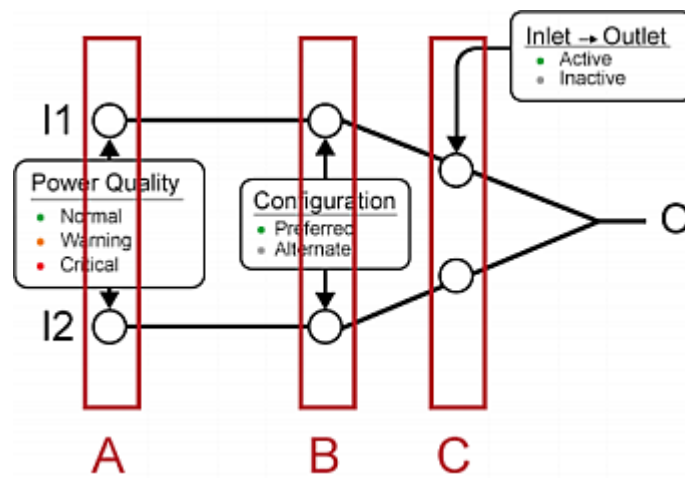 Inlet → Outlet
Active
Inactive
I1
Power Quality
Normal
Warning
Critical
Configuration
Preferred
Alternate
O
I2
A
B
C